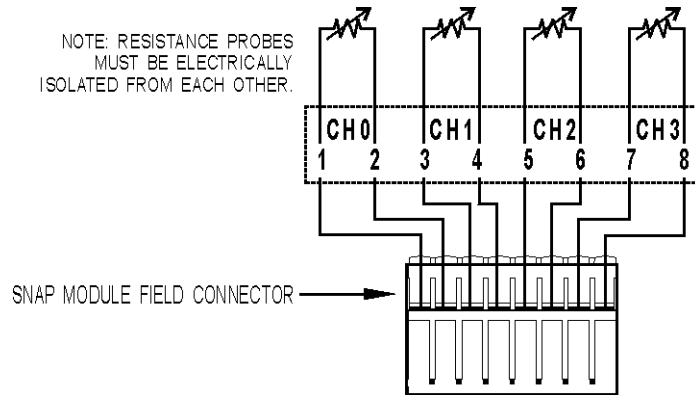 NOTE: RESISTANCE PROBES
MUST BE ELECTRICALLY
ISOLATED FROM EACH OTHER.
CH0 CH1 CH2 CH3
1 2 3 4 5 6 7 8
SNAP MODULE FIELD CONNECTOR